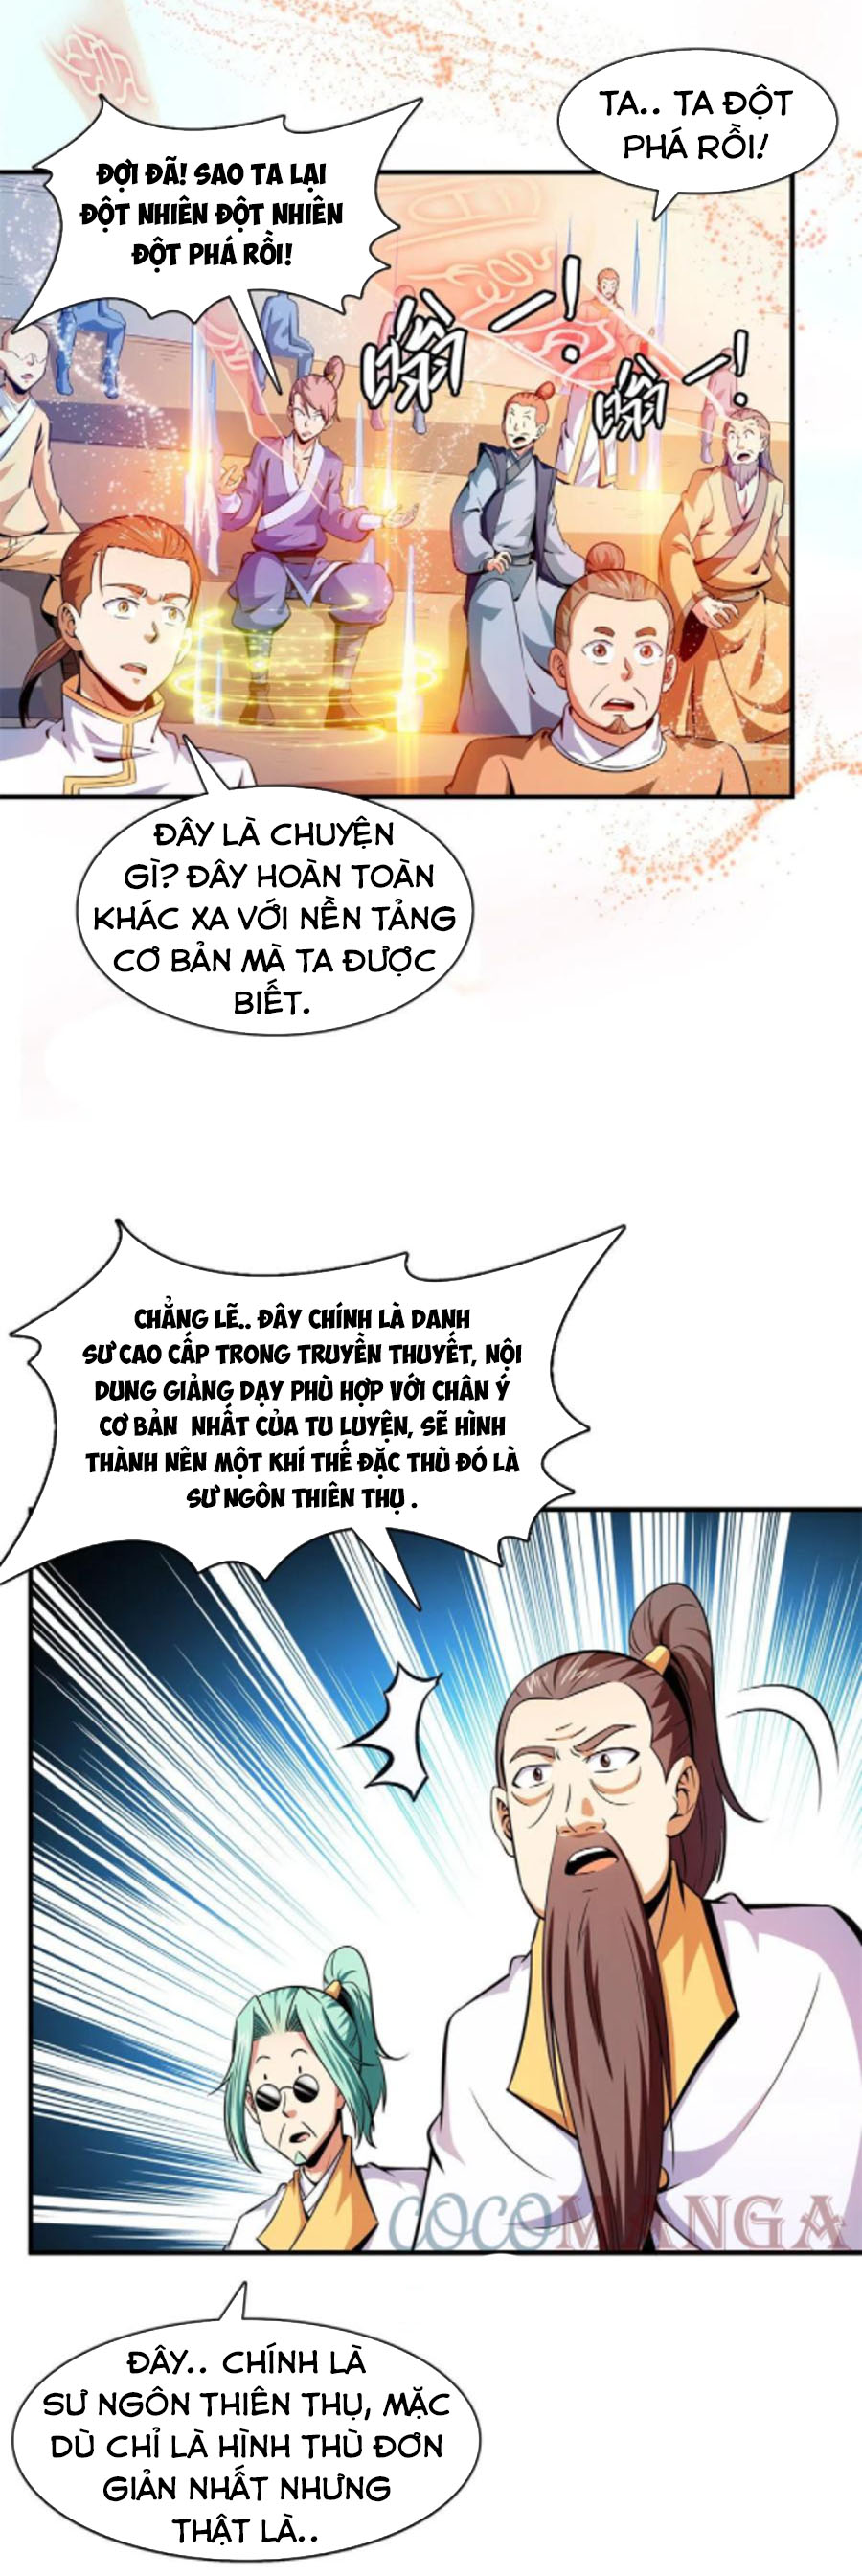 TA.. TA ĐỘT
PHÁ RỒI!
ĐỢI ĐÃ! SAO TA LẠI
ĐỘT NHIÊN ĐỘT NHIÊN
ĐỘT PHÁ RỒI!
ĐÂY LÀ CHUYỆN
GÌ? ĐÂY HOÀN TOÀN
KHÁC XA VỚI NỀN TẢNG
CƠ BẢN MÀ TA ĐƯỢC
BIẾT.
CHẲNG LẼ.. ĐÂY CHÍNH LÀ DANH
SƯ CAO CẤP TRONG TRUYỀN THUYẾT, NỘI
DUNG GIẢNG DẠY PHÙ HỢP VỚI CHÂN Ý
CƠ BẢN NHẤT CỦA TU LUYỆN, SẼ HÌNH
THÀNH NÊN MỘT KHÍ THẾ ĐẶC THÙ ĐÓ LÀ
SƯ NGÔN THIÊN THỤ .
COCOMANGA
ĐÂY.. CHÍNH LÀ
SƯ NGÔN THIÊN THỤ, MẶC
DÙ CHỈ LÀ HÌNH THÙ ĐƠN
GIẢN NHẤT NHƯNG
THẬT LÀ..